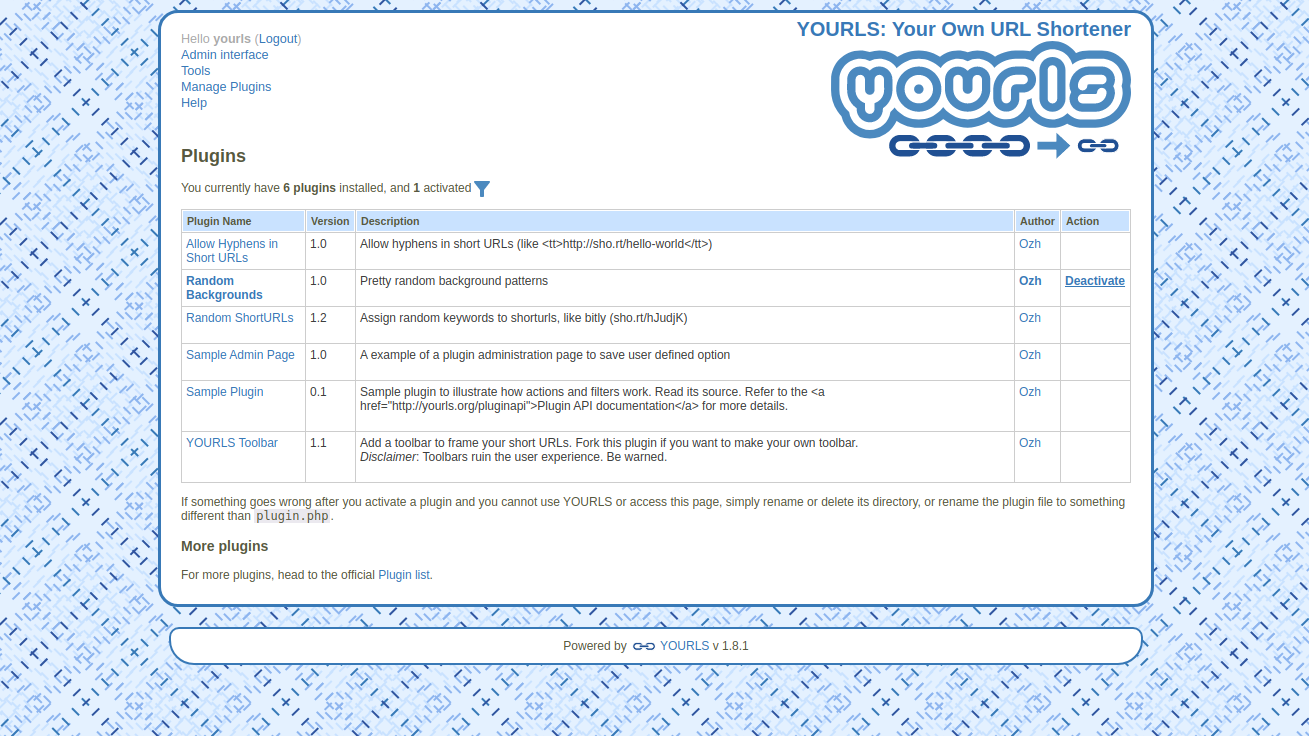 YOURLS: Your Own URL Shortener
yourls
Hello yourls (Logout)
Admin interface
Tools
Manage Plugins
Help
Plugins
You currently have 6 plugins installed, and 1 activated
Plugin Name Version Description Author Action
Allow Hyphens in 1.0 Allow hyphens in short URLs (like <tt>http://sho.rt/hello-world</tt>) Ozh
Short URLs
Random 1.0 Pretty random background patterns Ozh Deactivate
Backgrounds
Random ShortURLs 1.2 Assign random keywords to shorturls, like bitly (sho.rt/hJudjK) Ozh
Sample Admin Page 1.0 A example of a plugin administration page to save user defined option Ozh
Sample Plugin 0.1 Sample plugin to illustrate how actions and filters work. Read its source. Refer to the <a Ozh
href="http://yourls.org/pluginapi">Plugin API documentation</a> for more details.
YOURLS Toolbar 1.1 Add a toolbar to frame your short URLs. Fork this plugin if you want to make your own toolbar. Ozh
Disclaimer: Toolbars ruin the user experience. Be warned.
If something goes wrong after you activate a plugin and you cannot use YOURLS or access this page, simply rename or delete its directory, or rename the plugin file to something
different than plugin.php.
More plugins
For more plugins, head to the official Plugin list.
Powered by YOURLS v 1.8.1